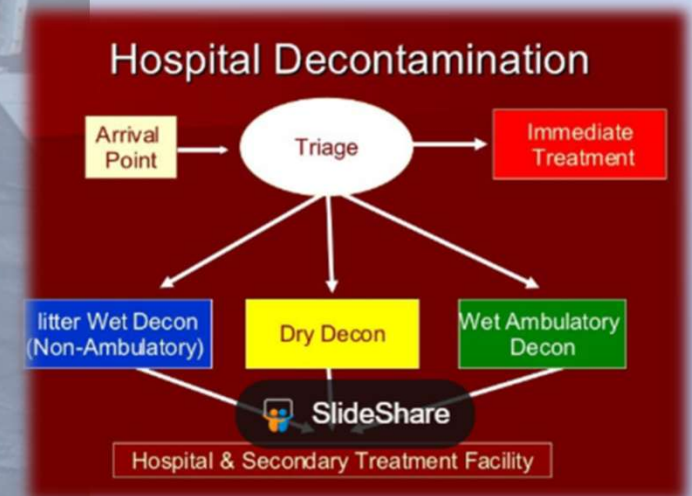 Hospital Decontamination
Arrival
Point
Triage
Immediate
Treatment
litter Wet Decon
(Non-Ambulatory)
Dry Decon
Wet Ambulatory
Decon
SlideShare
Hospital & Secondary Treatment Facility